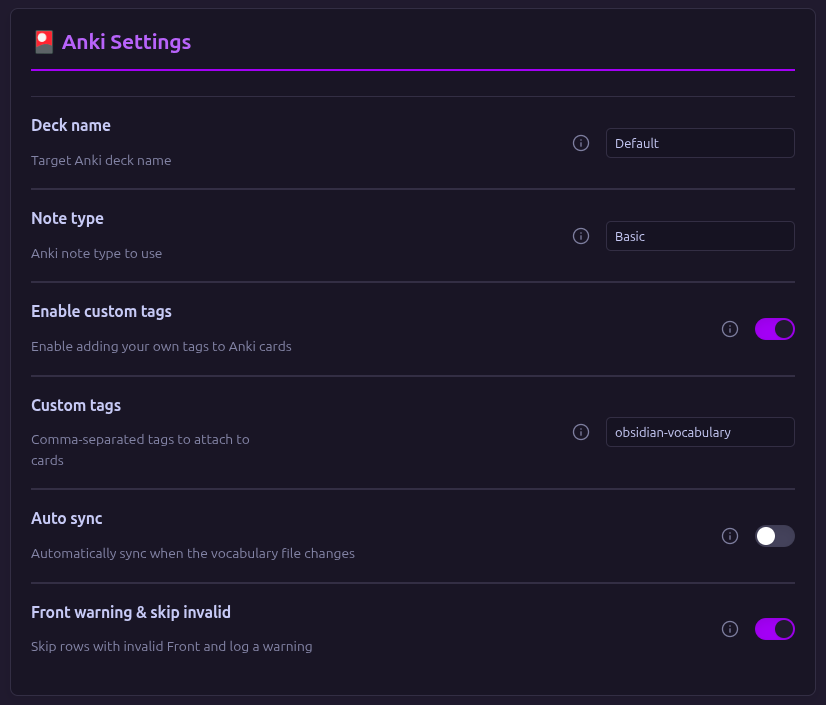 Anki Settings
Deck name
Target Anki deck name
Default
Note type
Anki note type to use
Basic
Enable custom tags
Enable adding your own tags to Anki cards
Custom tags
Comma-separated tags to attach to
cards
obsidian-vocabulary
Auto sync
Automatically sync when the vocabulary file changes
Front warning & skip invalid
Skip rows with invalid Front and log a warning